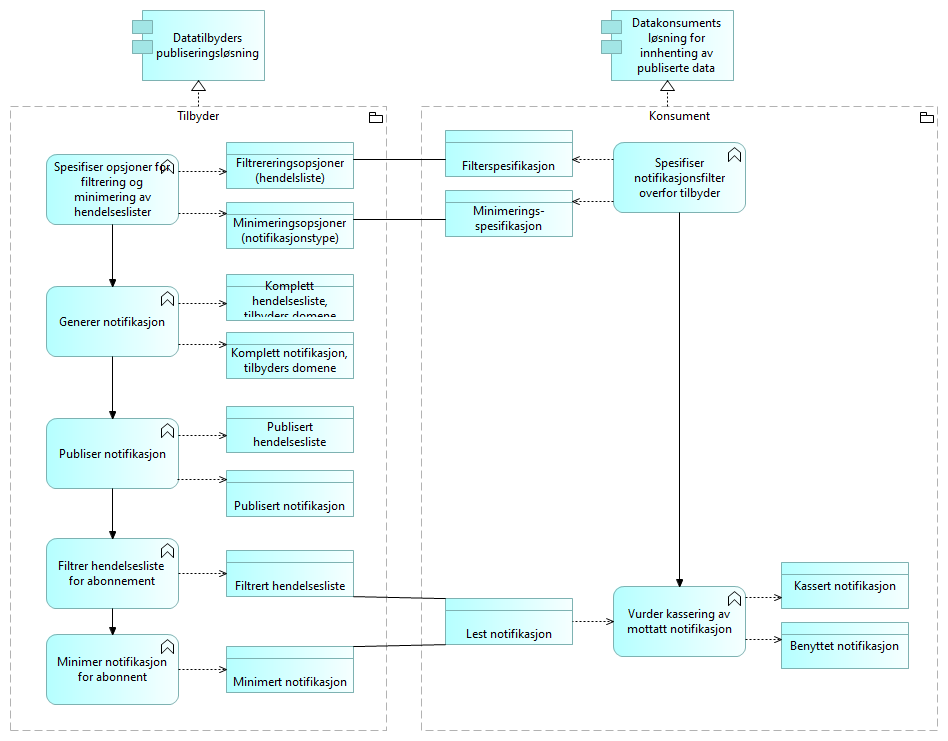 Datatilbyders
publiseringsløsning
Datakonsuments
løsning for
innhenting av
publiserte data
Tilbyder
Konsument
Spesifiser opsjoner for
filtrering og
minimering av
hendelseslister
Filtrereringsopsjoner
(hendelsliste)
Minimeringsopsjoner
(notifikasjonstype)
Filterspesifikasjon
Minimerings-
spesifikasjon
Spesifiser
notifikasjonsfilter
overfor tilbyder
Generer notifikasjon
Komplett
hendelsesliste,
tilbyders domene
Komplett notifikasjon,
tilbyders domene
Publiser notifikasjon
Publisert
hendelsesliste
Publisert notifikasjon
Filtrer hendelsesliste
for abonnement
Filtrert hendelsesliste
Minimer notifikasjon
for abonnent
Minimert notifikasjon
Lest notifikasjon
Vurder kassering av
mottatt notifikasjon
Kassert notifikasjon
Benyttet notifikasjon